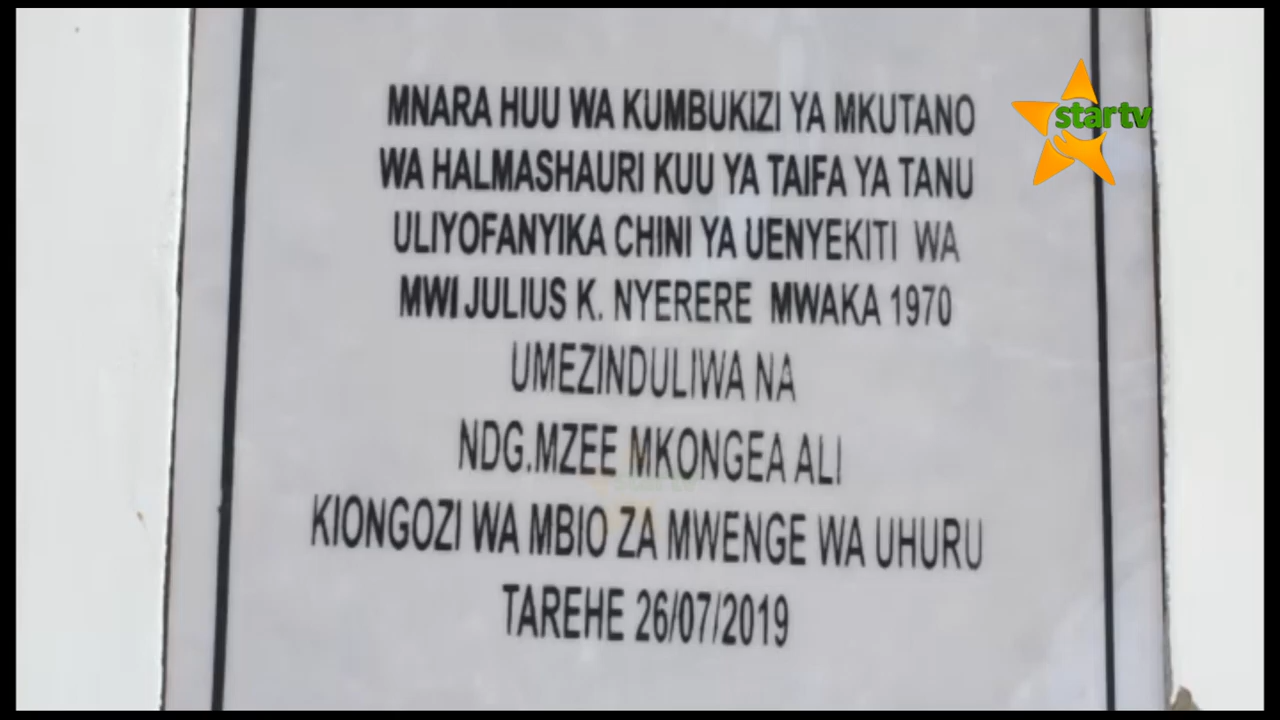 MNARA HUU WA KUMBUKIZI YA MKUTANO
WA HALMASHAURI KUU YA TAIFA YA TANU
ULIYOFANYIKA CHINI YA UENYEKITI WA
MWI JULIUS K. NYERERE MWAKA 1970
UMEZINDULIWA NA
NDG.MZEE MKONGEA ALI
KIONGOZI WA MBIO ZA MWENGE WA UHURU
TAREHE 26/07/2019
startv